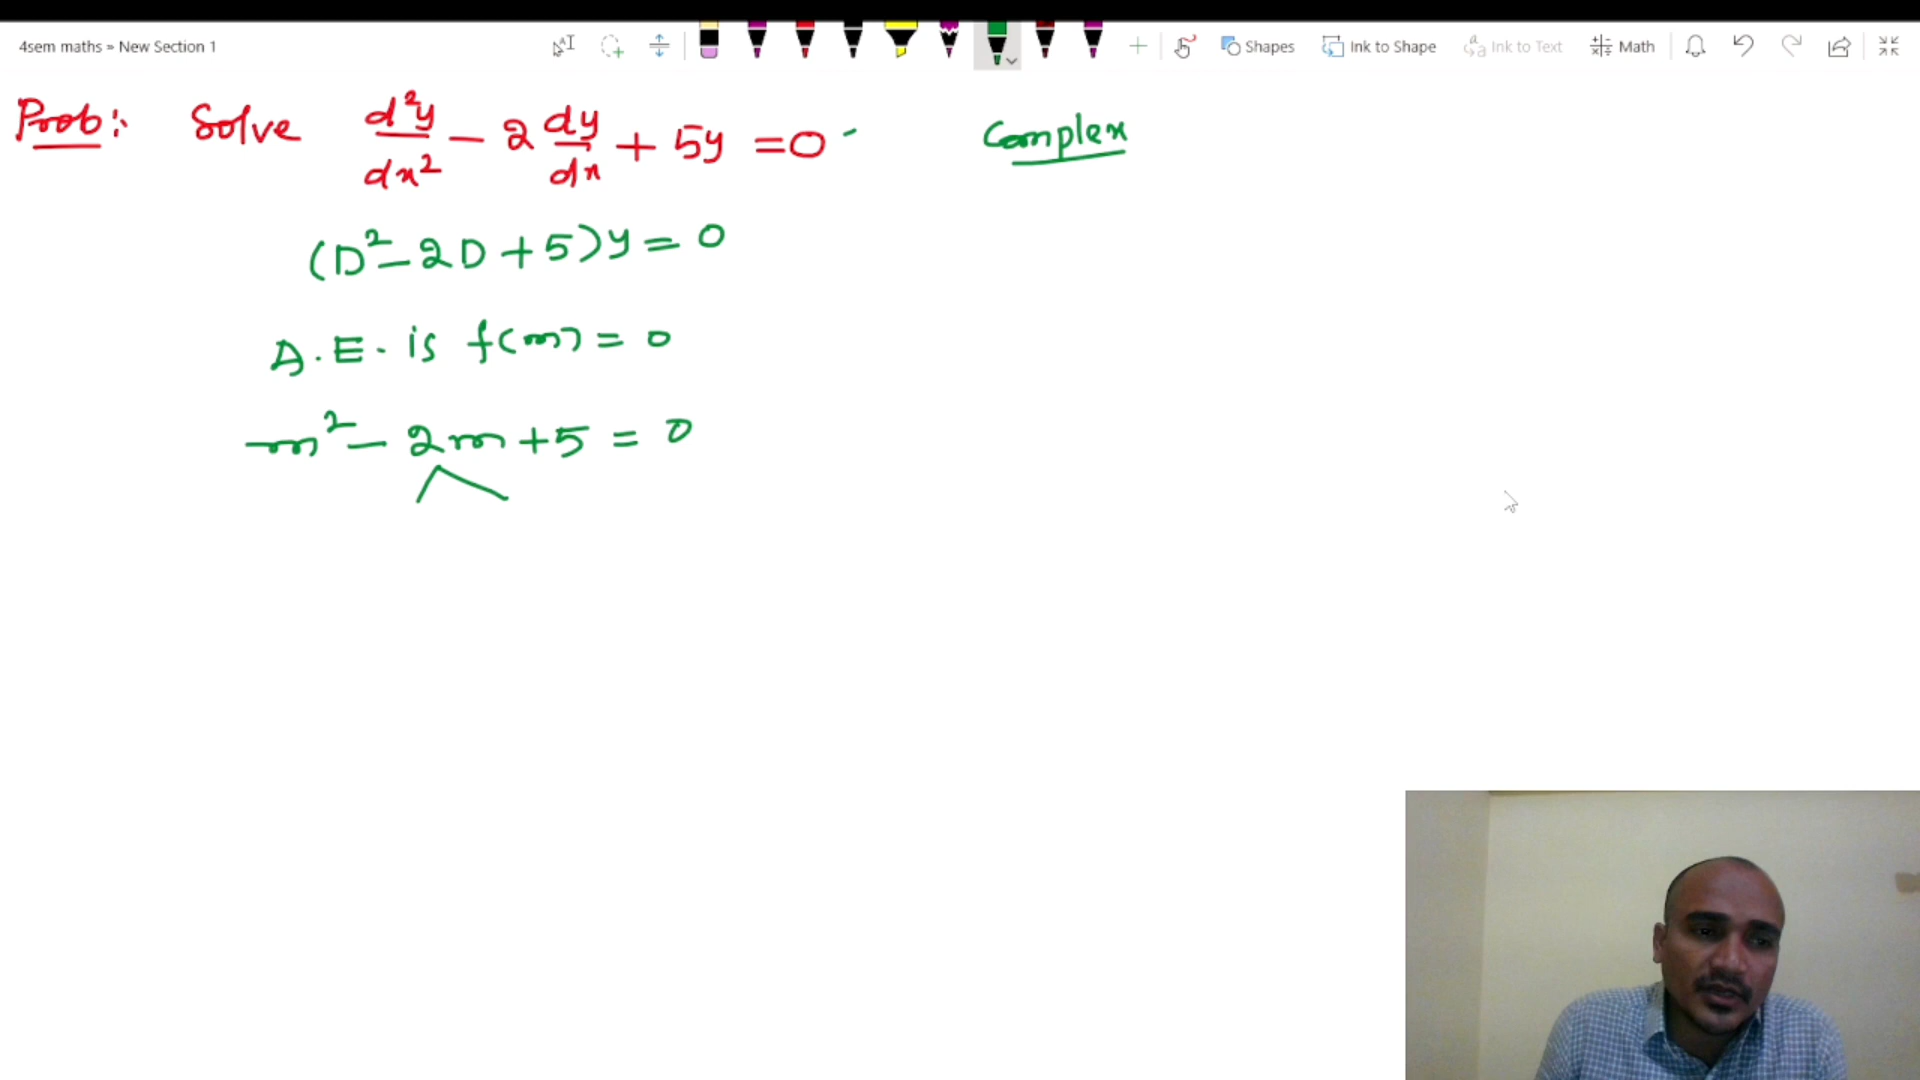 4sem maths » New Section 1
Shapes Ink to Shape Ink to Text Math
Prob: Solve d²y/dx² - 2 dy/dx + 5y = 0 Complex
(D² - 2D + 5)y = 0
A.E. is f(m) = 0
m² - 2m + 5 = 0